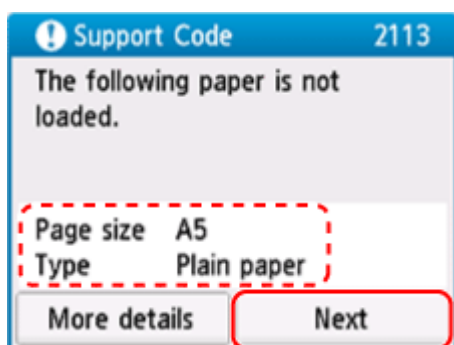 Support Code 2113
The following paper is not
loaded.
Page size A5
Type Plain paper
More details Next